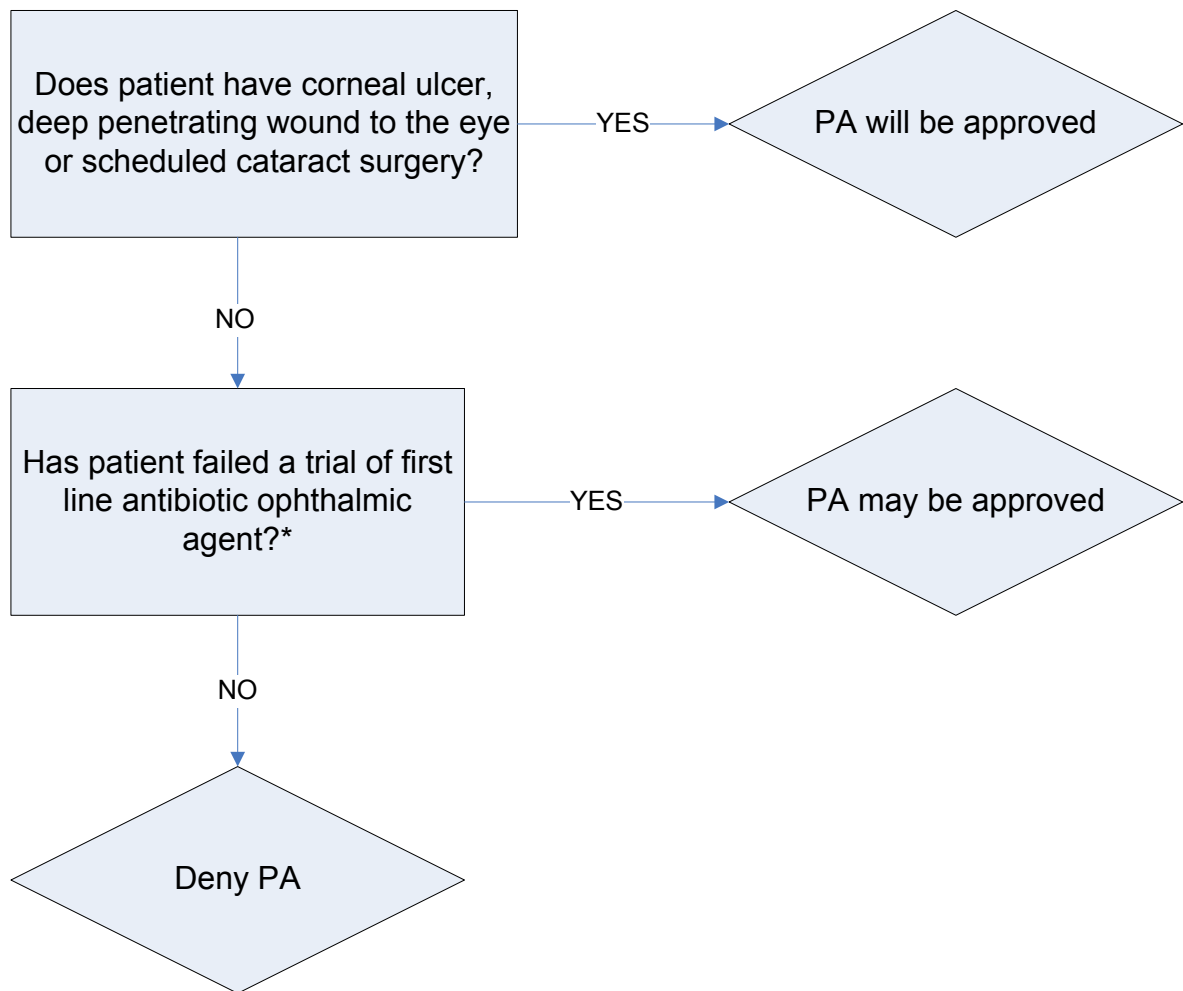 Does patient have corneal ulcer,
deep penetrating wound to the eye
or scheduled cataract surgery?
YES
PA will be approved
NO
Has patient failed a trial of first
line antibiotic ophthalmic
agent?*
YES
PA may be approved
NO
Deny PA